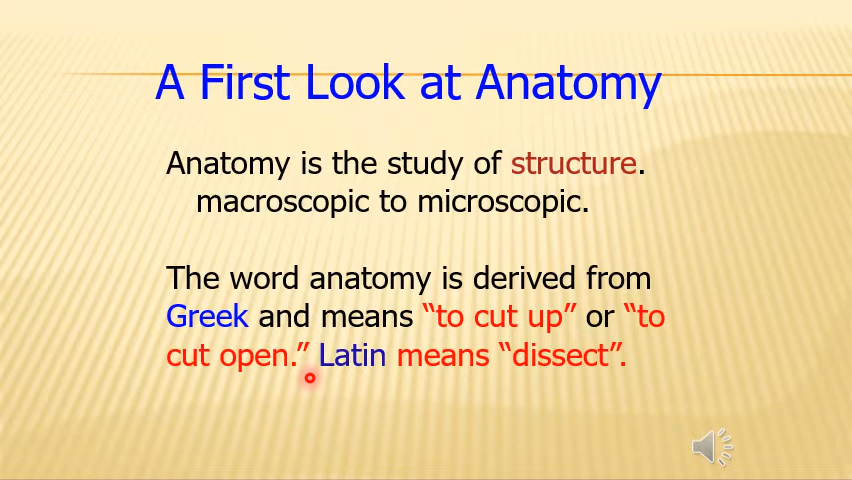 A First Look at Anatomy
Anatomy is the study of structure.
macroscopic to microscopic.
The word anatomy is derived from
Greek and means “to cut up” or “to
cut open.” Latin means “dissect”.